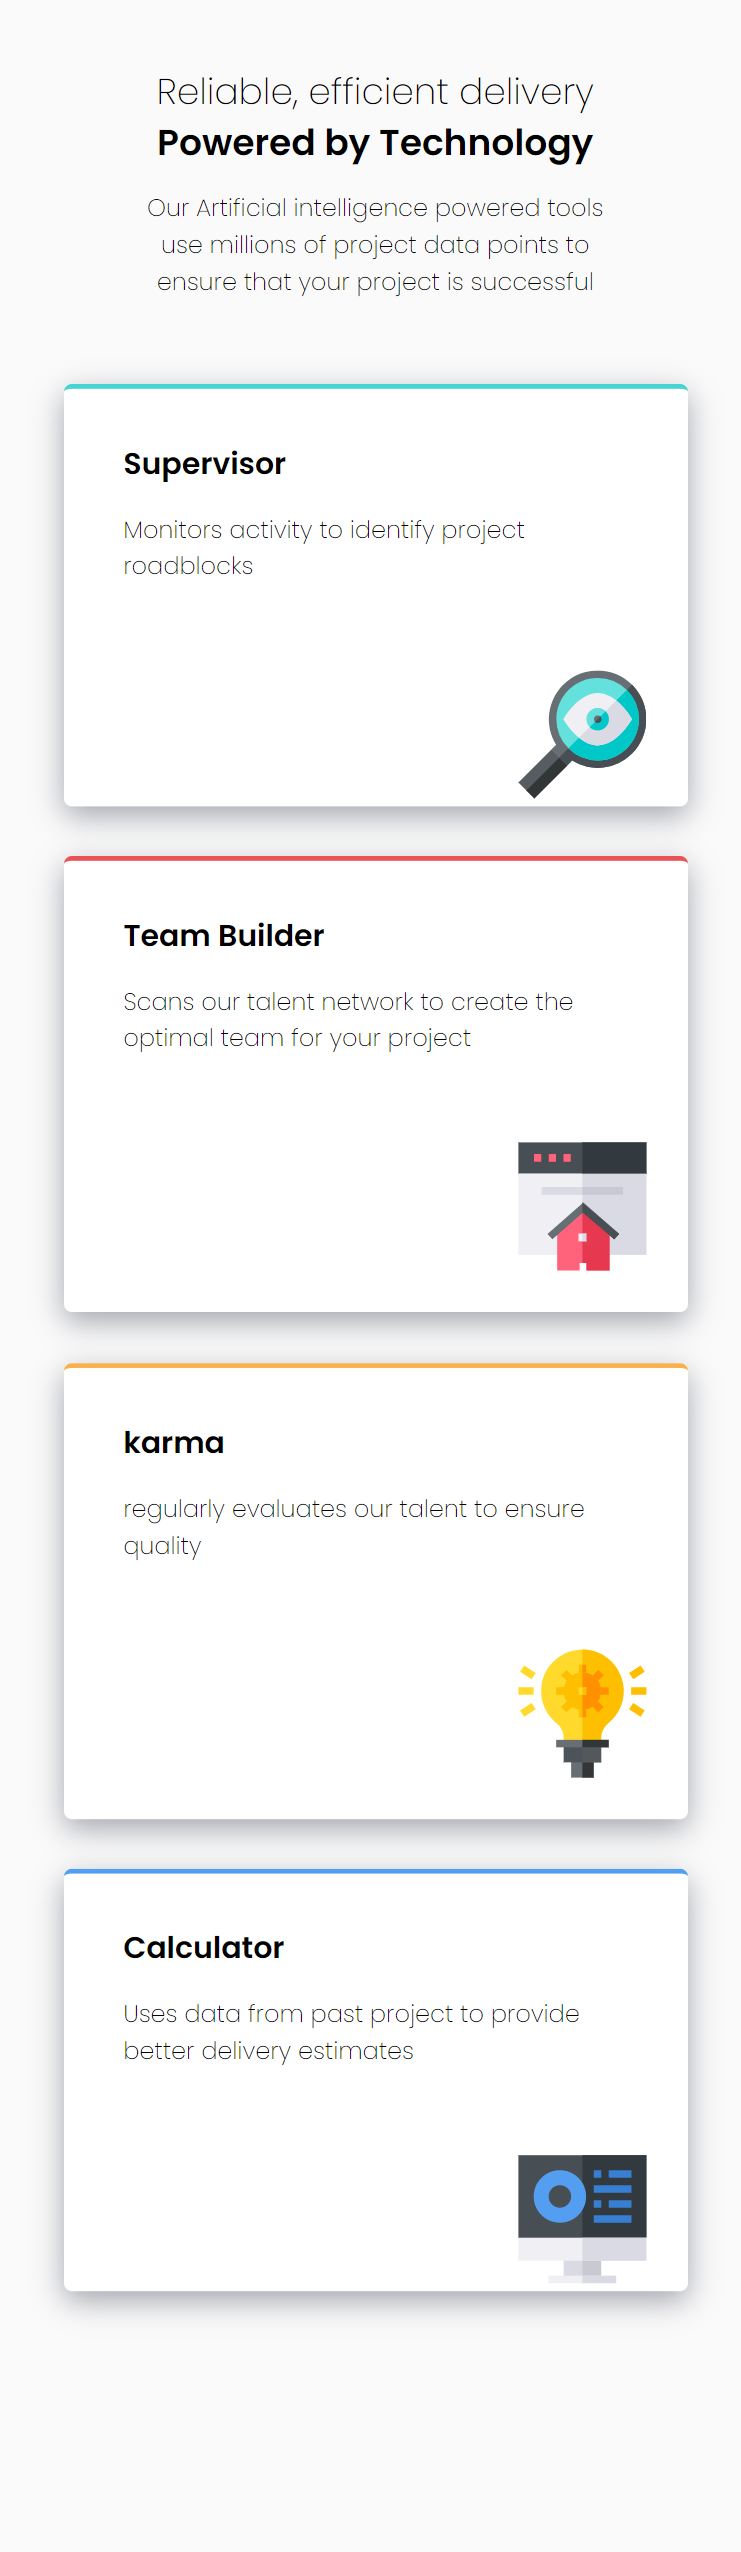 Reliable, efficient delivery
Powered by Technology
Our Artificial intelligence powered tools
use millions of project data points to
ensure that your project is successful
Supervisor
Monitors activity to identify project
roadblocks
Team Builder
Scans our talent network to create the
optimal team for your project
karma
regularly evaluates our talent to ensure
quality
Calculator
Uses data from past project to provide
better delivery estimates